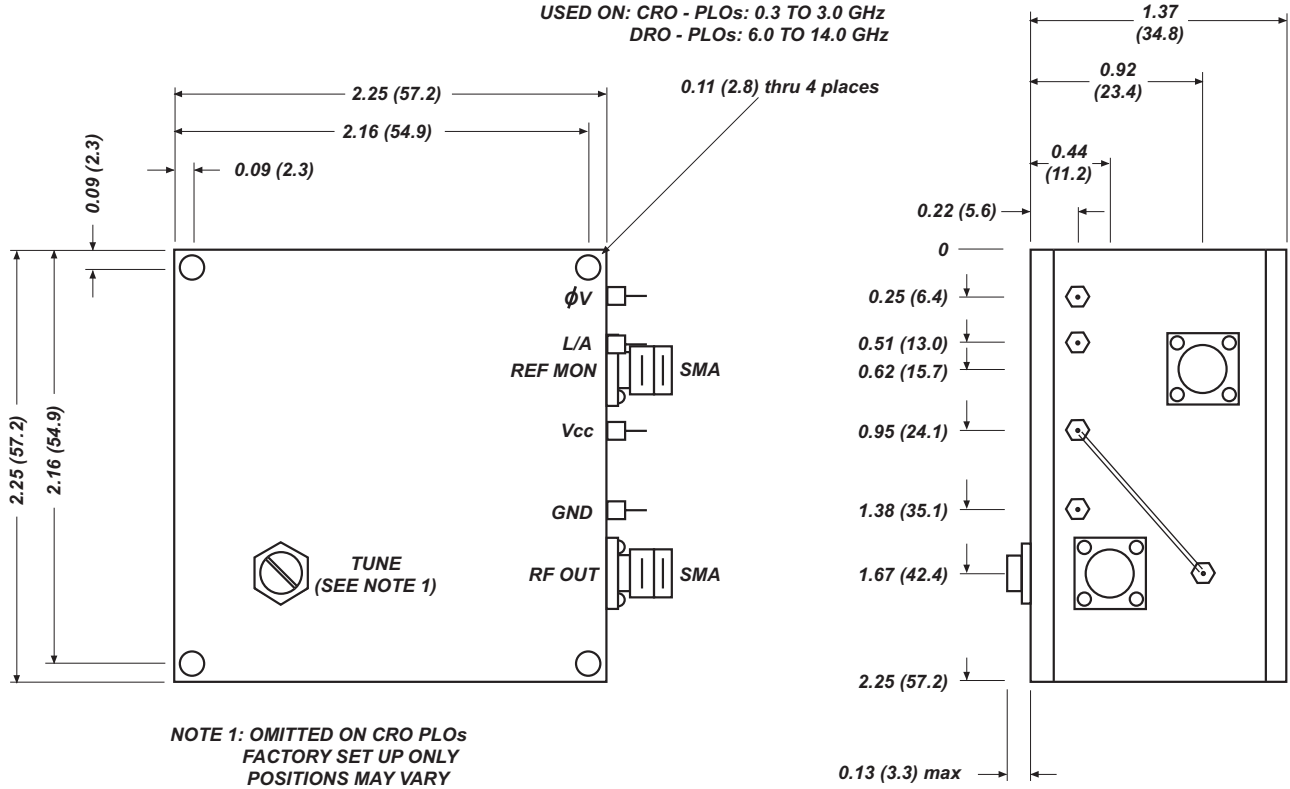 USED ON: CRO - PLOs: 0.3 TO 3.0 GHz
DRO - PLOs: 6.0 TO 14.0 GHz
2.25 (57.2)
2.16 (54.9)
0.09 (2.3)
0.09 (2.3)
0.11 (2.8) thru 4 places
2.25 (57.2)
2.16 (54.9)
ϕV
L/A
REF MON
SMA
Vcc
GND
RF OUT
SMA
TUNE
(SEE NOTE 1)
NOTE 1: OMITTED ON CRO PLOs
FACTORY SET UP ONLY
POSITIONS MAY VARY
1.37
(34.8)
0.92
(23.4)
0.44
(11.2)
0.22 (5.6)
0
0.25 (6.4)
0.51 (13.0)
0.62 (15.7)
0.95 (24.1)
1.38 (35.1)
1.67 (42.4)
2.25 (57.2)
0.13 (3.3) max